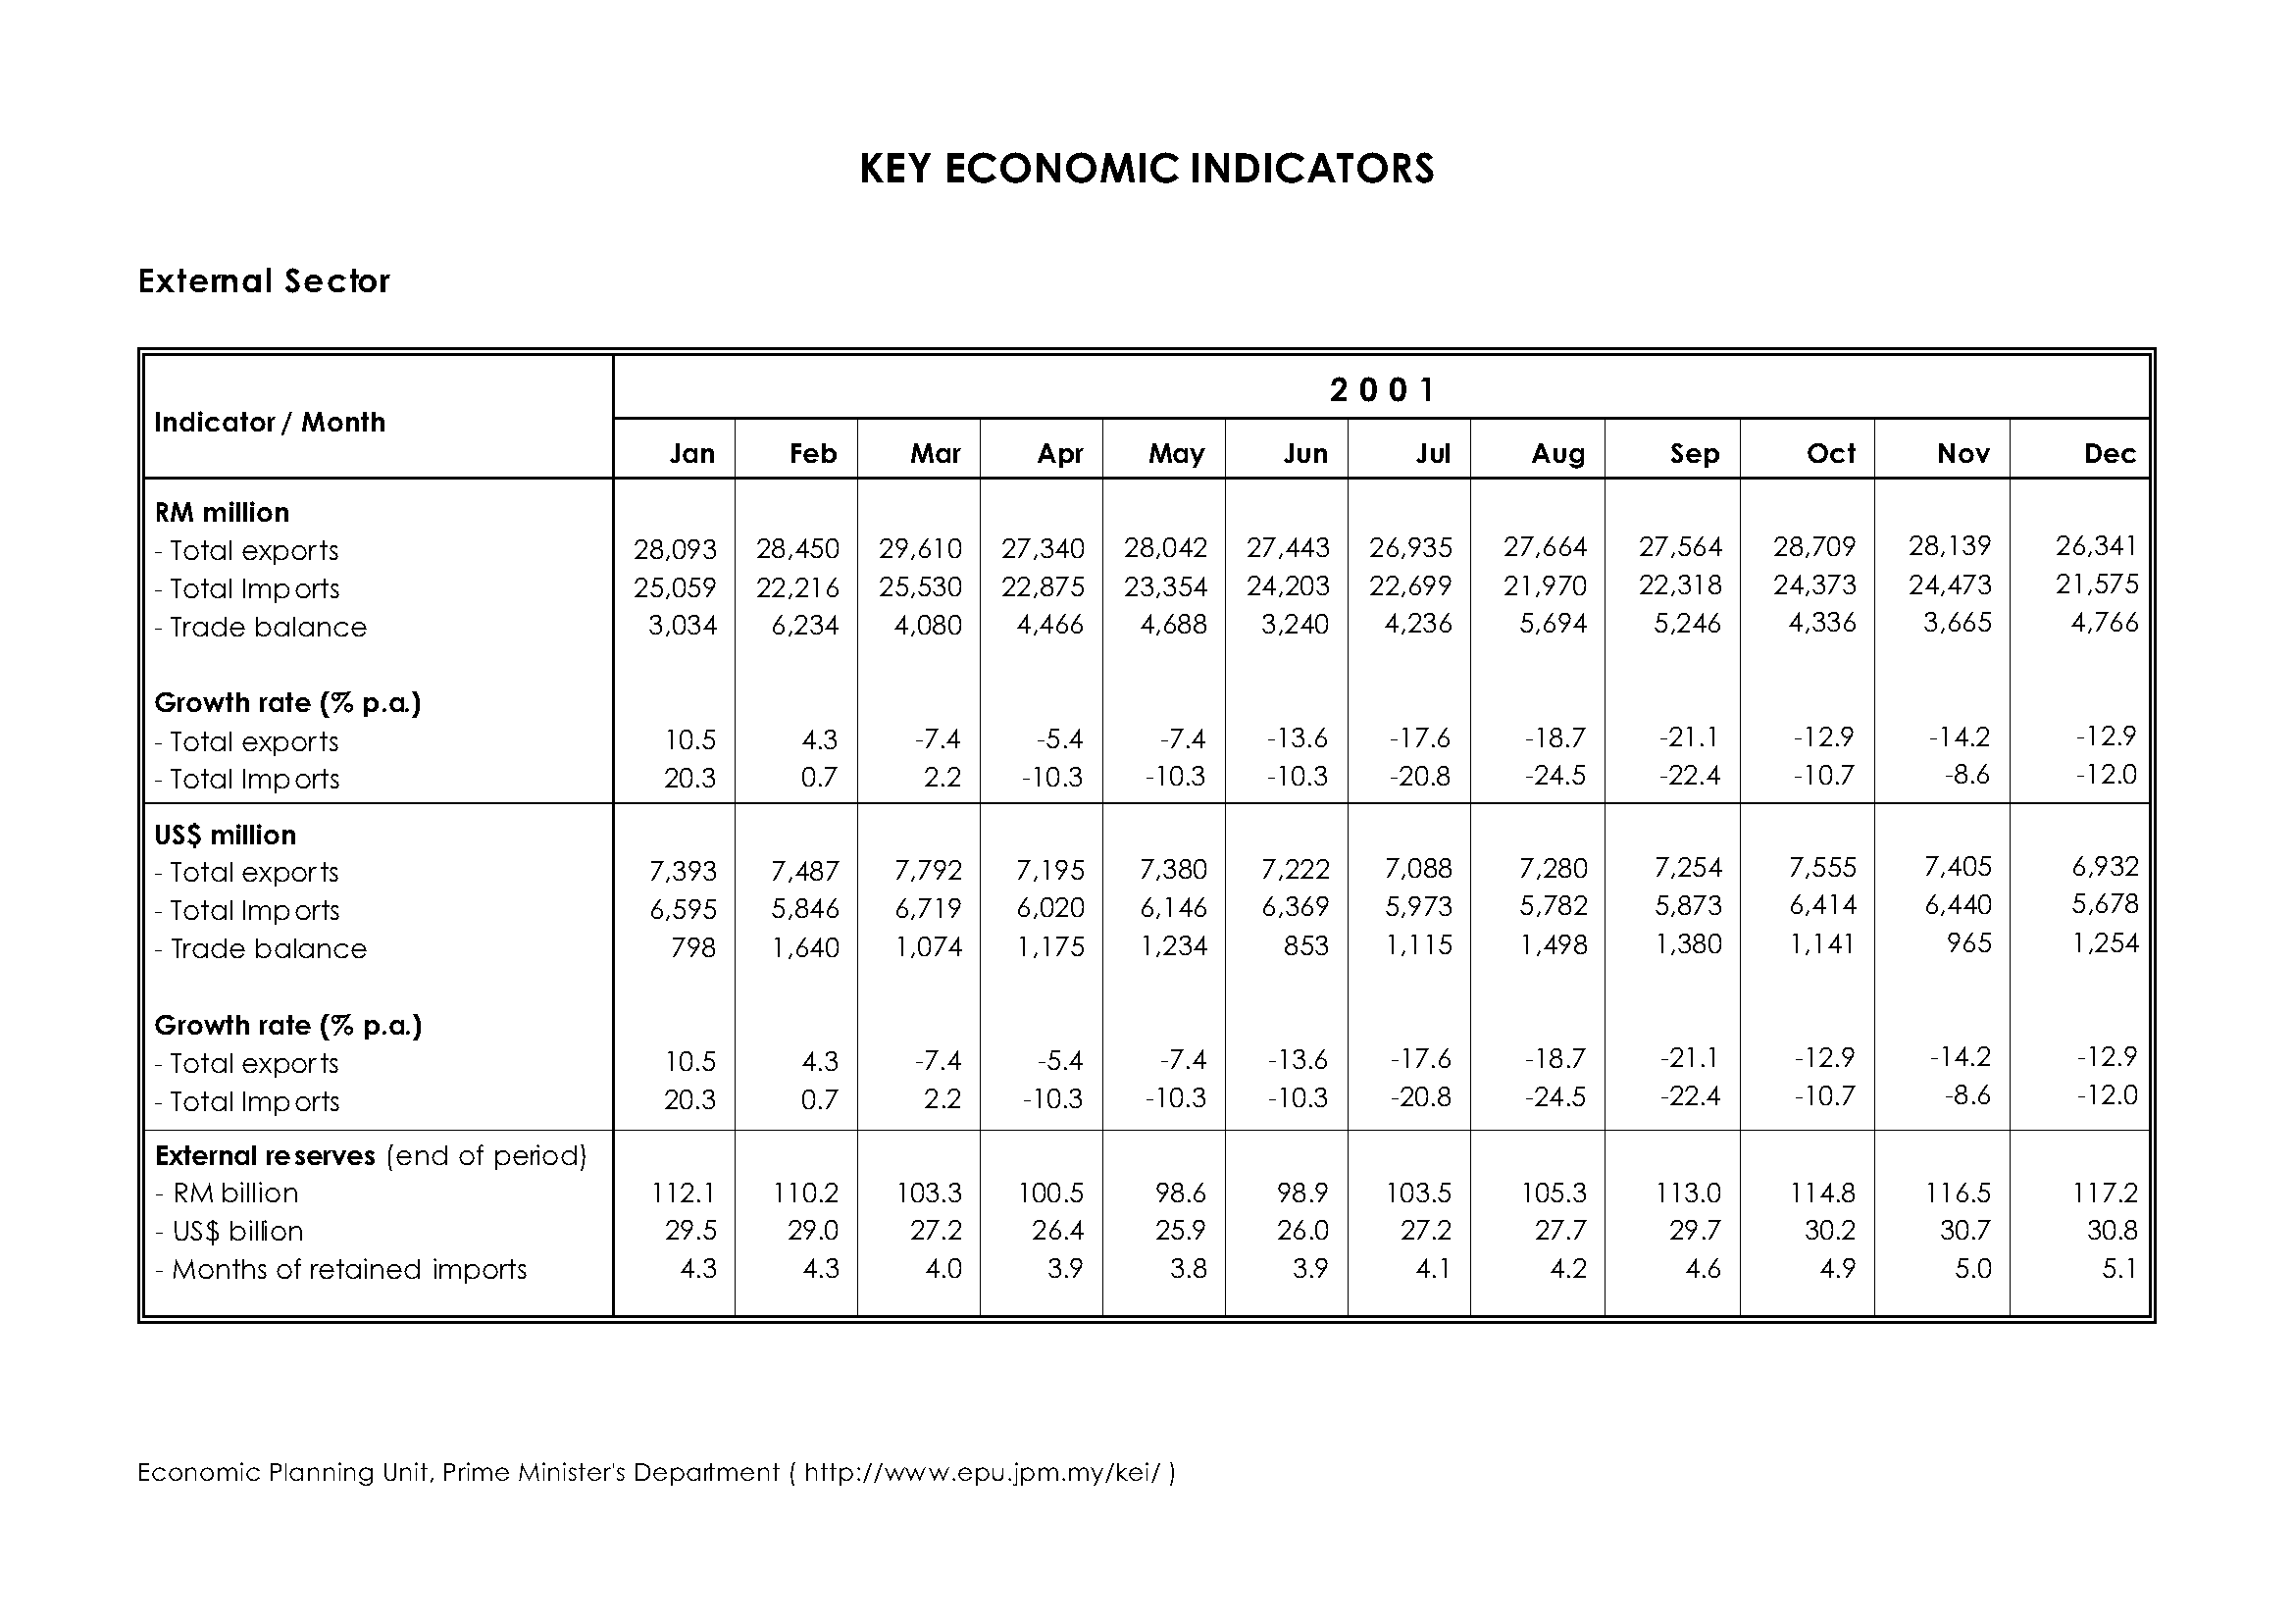 KEY ECONOMIC INDICATORS
External Sector
2 0 0 1
Indicator / Month
Jan Feb Mar Apr May Jun Jul Aug Sep Oct Nov Dec
RM million
- Total exports 28,093 28,450 29,610 27,340 28,042 27,443 26,935 27,664 27,564 28,709 28,139 26,341
- Total Imports 25,059 22,216 25,530 22,875 23,354 24,203 22,699 21,970 22,318 24,373 24,473 21,575
- Trade balance 3,034 6,234 4,080 4,466 4,688 3,240 4,236 5,694 5,246 4,336 3,665 4,766
Growth rate (% p.a.)
- Total exports 10.5 4.3 -7.4 -5.4 -7.4 -13.6 -17.6 -18.7 -21.1 -12.9 -14.2 -12.9
- Total Imports 20.3 0.7 2.2 -10.3 -10.3 -10.3 -20.8 -24.5 -22.4 -10.7 -8.6 -12.0
US$ million
- Total exports 7,393 7,487 7,792 7,195 7,380 7,222 7,088 7,280 7,254 7,555 7,405 6,932
- Total Imports 6,595 5,846 6,719 6,020 6,146 6,369 5,973 5,782 5,873 6,414 6,440 5,678
- Trade balance 798 1,640 1,074 1,175 1,234 853 1,115 1,498 1,380 1,141 965 1,254
Growth rate (% p.a.)
- Total exports 10.5 4.3 -7.4 -5.4 -7.4 -13.6 -17.6 -18.7 -21.1 -12.9 -14.2 -12.9
- Total Imports 20.3 0.7 2.2 -10.3 -10.3 -10.3 -20.8 -24.5 -22.4 -10.7 -8.6 -12.0
External reserves (end of period)
- RM billion 112.1 110.2 103.3 100.5 98.6 98.9 103.5 105.3 113.0 114.8 116.5 117.2
- US$ billion 29.5 29.0 27.2 26.4 25.9 26.0 27.2 27.7 29.7 30.2 30.7 30.8
- Months of retained imports 4.3 4.3 4.0 3.9 3.8 3.9 4.1 4.2 4.6 4.9 5.0 5.1
Economic Planning Unit, Prime Minister's Department ( http://www.epu.jpm.my/kei/ )